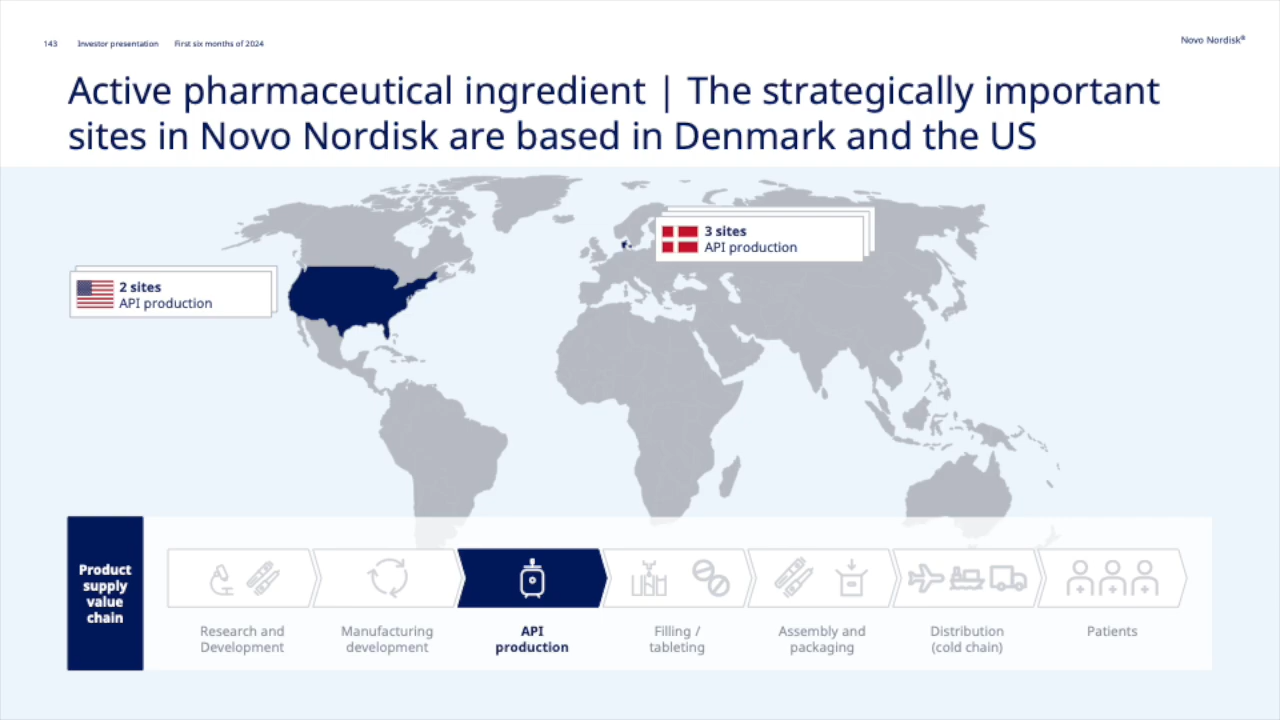 143 Investor presentation First six months of 2024
Novo Nordisk®
Active pharmaceutical ingredient | The strategically important
sites in Novo Nordisk are based in Denmark and the US
3 sites
API production
2 sites
API production
Product
supply
value
chain
Research and
Development
Manufacturing
development
API
production
Filling /
tableting
Assembly and
packaging
Distribution
(cold chain)
Patients